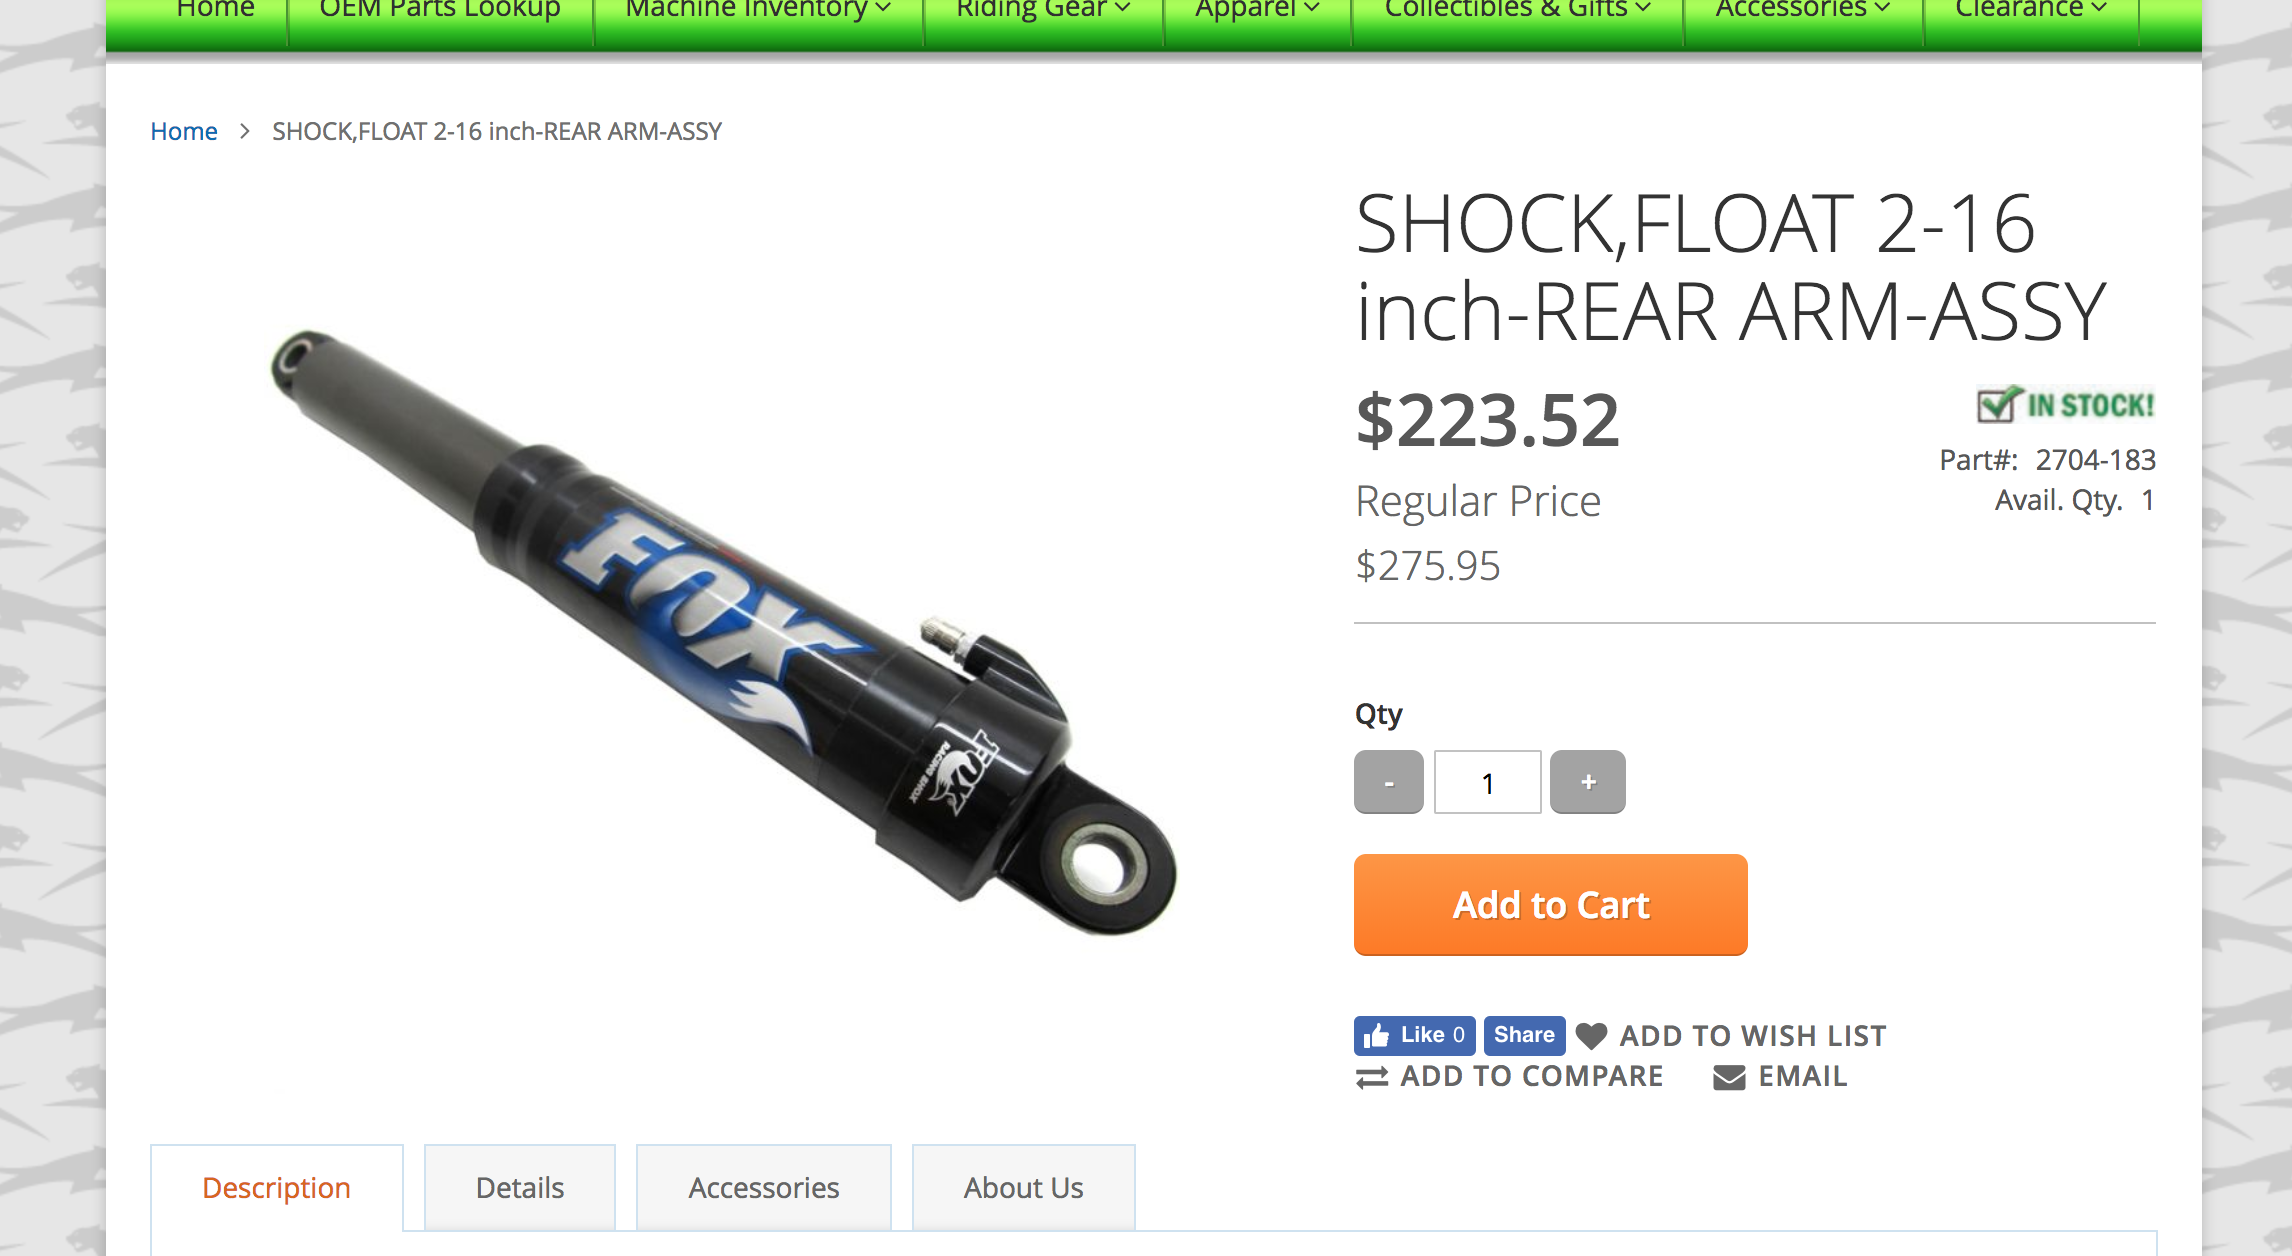 Home
OEM Parts Lookup
Machine Inventory
Riding Gear
Apparel
Collectibles & Gifts
Accessories
Clearance
Home > SHOCK,FLOAT 2-16 inch-REAR ARM-ASSY
SHOCK,FLOAT 2-16
inch-REAR ARM-ASSY
$223.52
IN STOCK!
Part#: 2704-183
Avail. Qty. 1
Regular Price
$275.95
FOX
FOX
RACING SHOX
Qty
- 1 +
Add to Cart
Like 0 Share ADD TO WISH LIST
ADD TO COMPARE EMAIL
Description
Details
Accessories
About Us